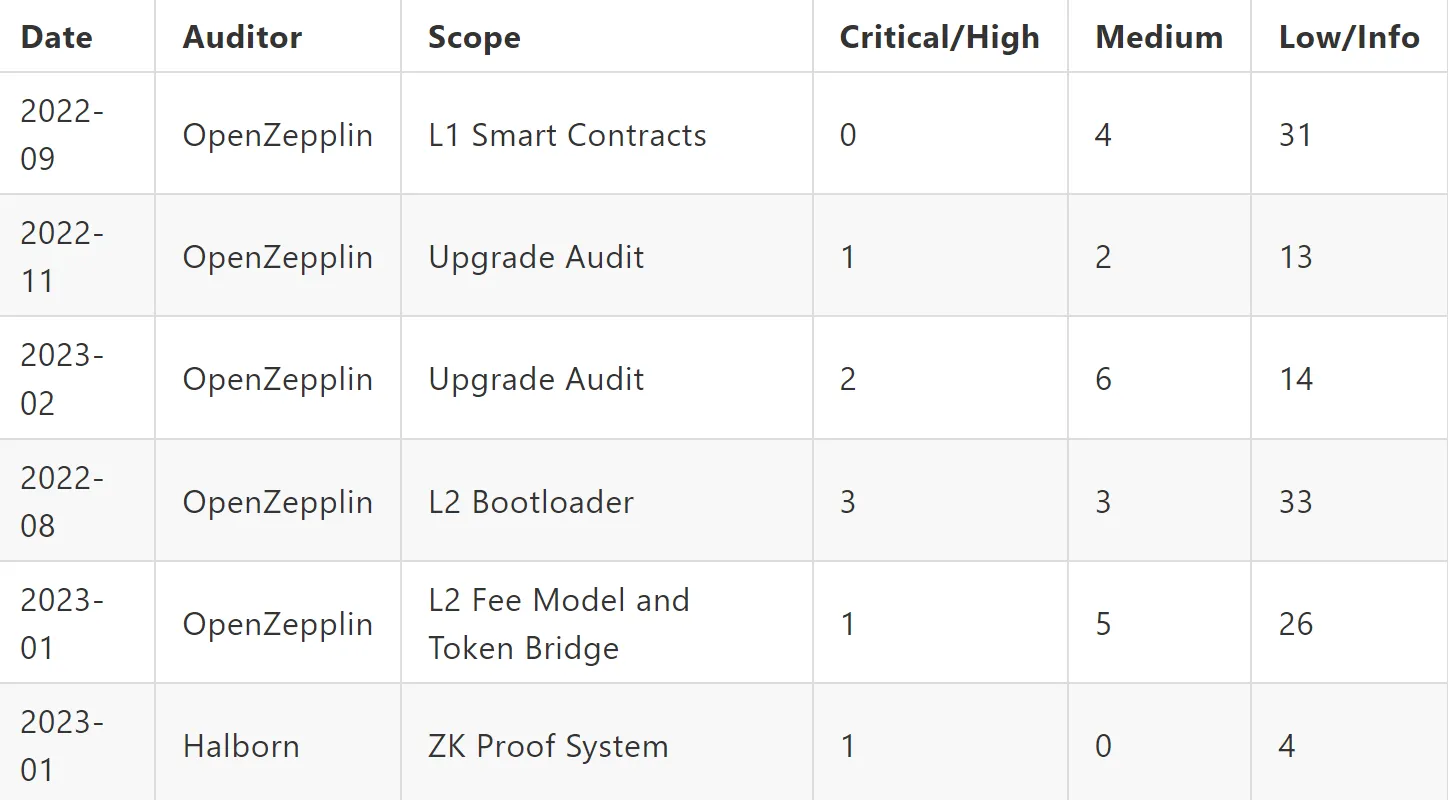 Date Auditor Scope Critical/High Medium Low/Info
2022-
09 OpenZepplin L1 Smart Contracts 0 4 31
2022-
11 OpenZepplin Upgrade Audit 1 2 13
2023-
02 OpenZepplin Upgrade Audit 2 6 14
2022-
08 OpenZepplin L2 Bootloader 3 3 33
2023-
01 OpenZepplin L2 Fee Model and
Token Bridge 1 5 26
2023-
01 Halborn ZK Proof System 1 0 4